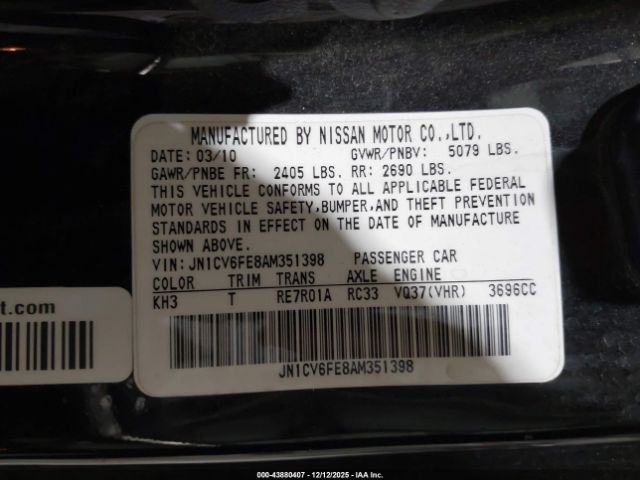 MANUFACTURED BY NISSAN MOTOR CO.,LTD.
DATE: 03/10 GVWR/PNBV: 5079 LBS.
GAWR/PNBE FR: 2405 LBS. RR: 2690 LBS.
THIS VEHICLE CONFORMS TO ALL APPLICABLE FEDERAL
MOTOR VEHICLE SAFETY,BUMPER,AND THEFT PREVENTION
STANDARDS IN EFFECT ON THE DATE OF MANUFACTURE
SHOWN ABOVE.
VIN: JN1CV6FE8AM351398 PASSENGER CAR
COLOR TRIM TRANS AXLE ENGINE
KH3 T RE7R01A RC33 VQ37(VHR) 3696CC
JN1CV6FE8AM351398
t.com
000-43880407 • 12/12/2025 • IAA Inc.